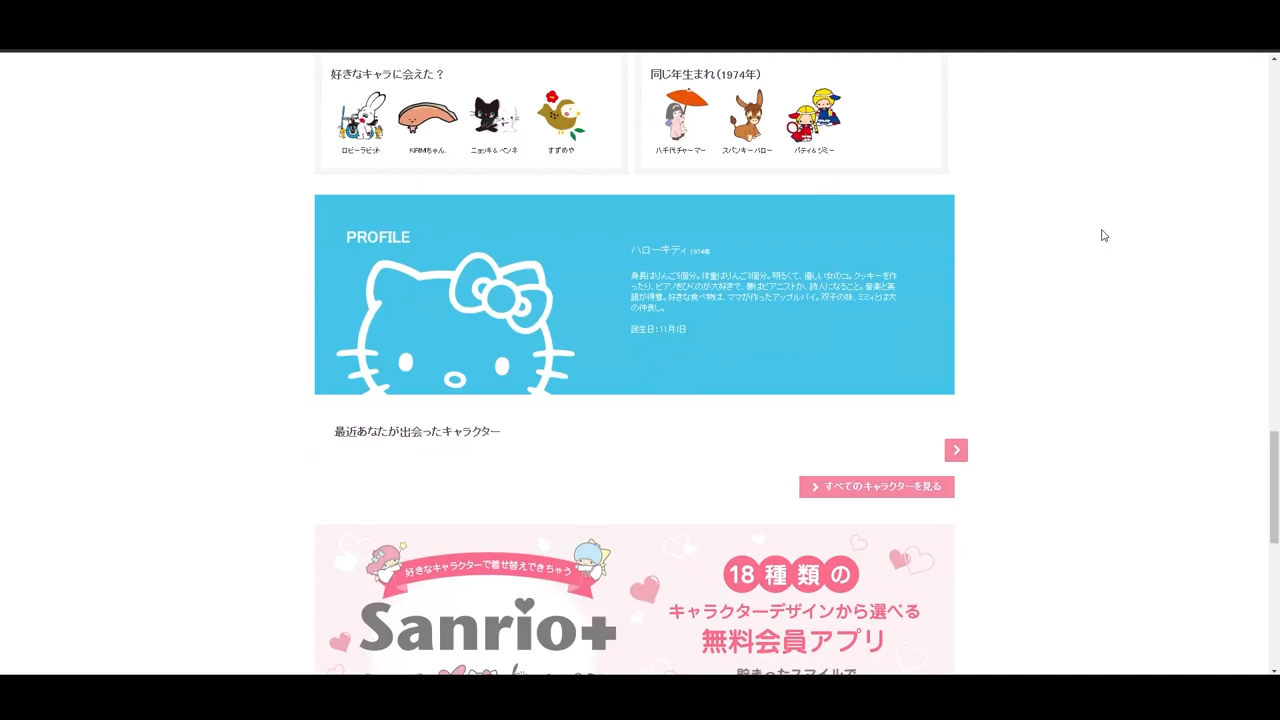 好きなキャラに会えた？
同じ年生まれ（1974年）
ロビーラビット
KIRIMIちゃん.
ニョッキ＆ペンネ
すずめや
八千代チャーマー
スパンキーバロー
パティ＆ジミー
PROFILE
ハローキティ 1974年
身長はりんご5個分。体重はりんご3個分。明るくて、優しい女のコ。クッキーを作
ったり、ピアノをひくのが大好きで、夢はピアニストか、詩人になること。音楽と英
語が得意。好きな食べ物は、ママが作ったアップルパイ。双子の妹、ミミィとは大
の仲良し。
誕生日：11月1日
最近あなたが出会ったキャラクター
すべてのキャラクターを見る
好きなキャラクターで着せ替えできちゃう
Sanrio+
18種類の
キャラクターデザインから選べる
無料会員アプリ
貯まったスマイルで